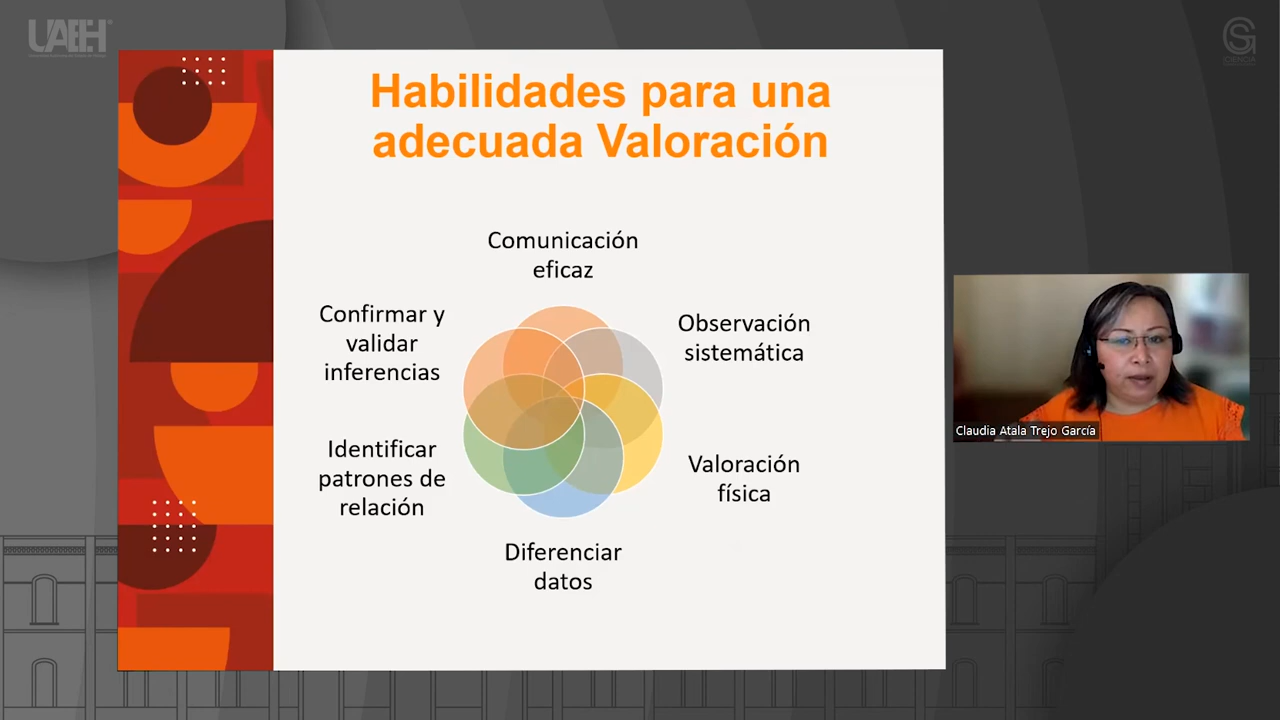 UAEH
Habilidades para una
adecuada Valoración
Comunicación
eficaz
Confirmar y
validar
inferencias
Observación
sistemática
Identificar
patrones de
relación
Valoración
física
Diferenciar
datos
Claudia Atala Trejo García
CIENCIA